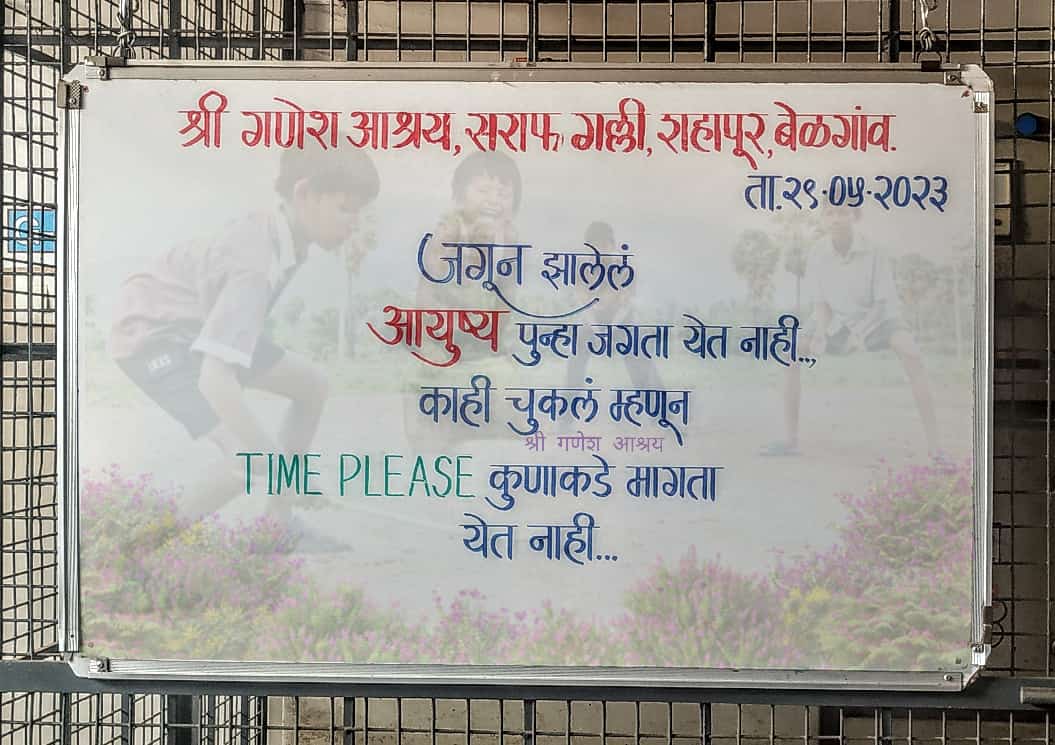 श्री गणेश आश्रय, सराफ गल्ली, शहापूर, बेळगांव.
ता.२९.०५.२०२३
जगून झालेलं
आयुष्य पुन्हा जगता येत नाही...,
काही चुकलं म्हणून
श्री गणेश आश्रय
TIME PLEASE कुणाकडे मागता
येत नाही...